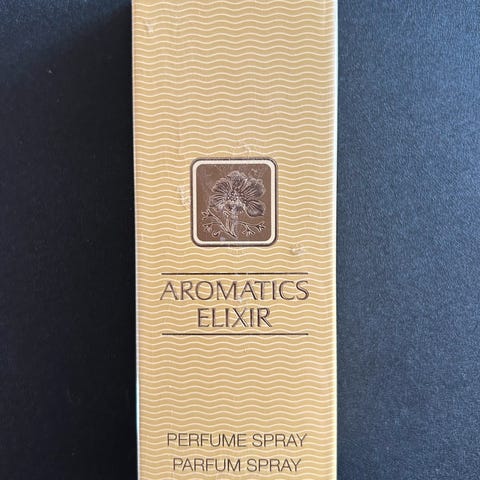 AROMATICS
ELIXIR
PERFUME SPRAY
PARFUM SPRAY